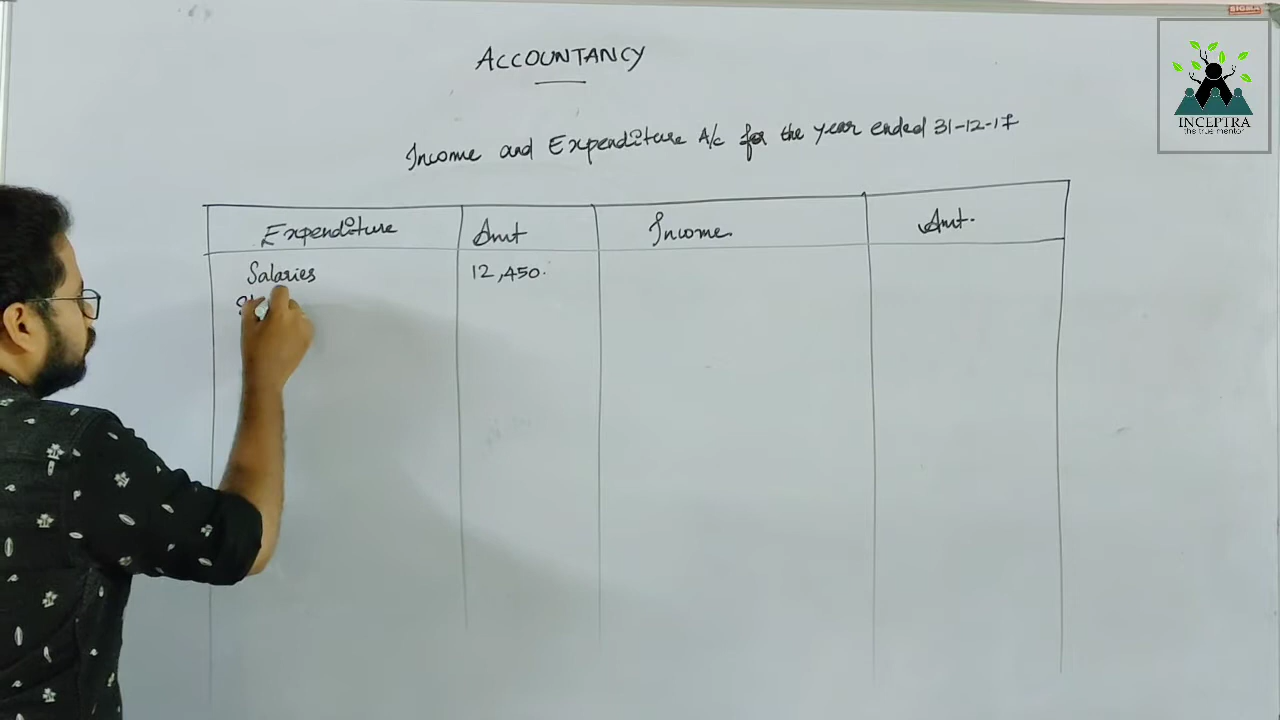 SIGMA
ACCOUNTANCY
INCEPTRA
the true mentor
Income and Expenditure A/c for the year ended 31-12-17
Expenditure Amt Income Amt.
Salaries 12,450.